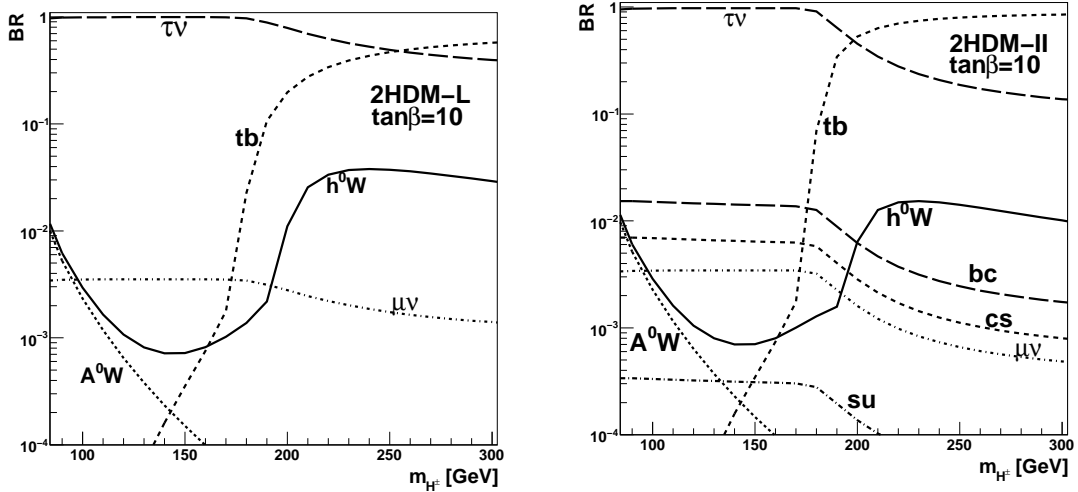 BR
1
10⁻¹
10⁻²
10⁻³
10⁻⁴
τν
2HDM−L
tanβ=10
tb
h⁰W
μν
A⁰W
100 150 200 250 300
m_H± [GeV]
BR
1
10⁻¹
10⁻²
10⁻³
10⁻⁴
τν
2HDM−II
tanβ=10
tb
h⁰W
bc
cs
μν
A⁰W
su
100 150 200 250 300
m_H± [GeV]